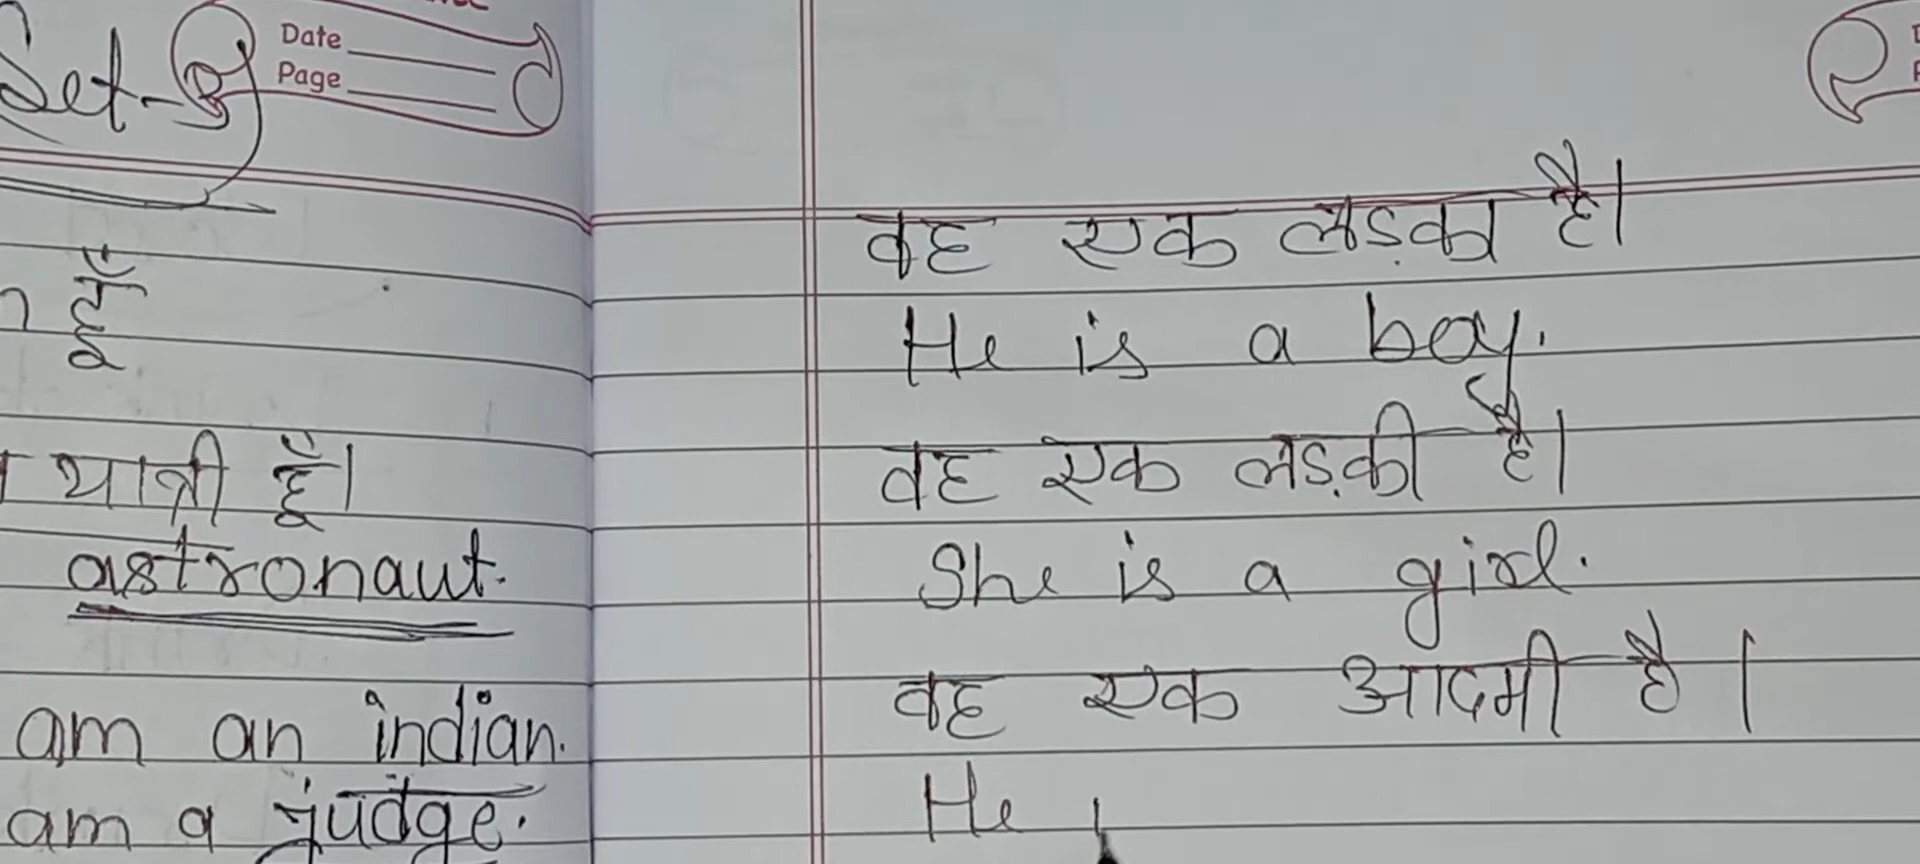 Set-3
Date
Page
हूँ
यात्री हूँ।
astronaut.
am an indian.
am a judge.
वह एक लड़का है।
He is a boy.
वह एक लड़की है।
She is a girl.
वह एक आदमी है।
He